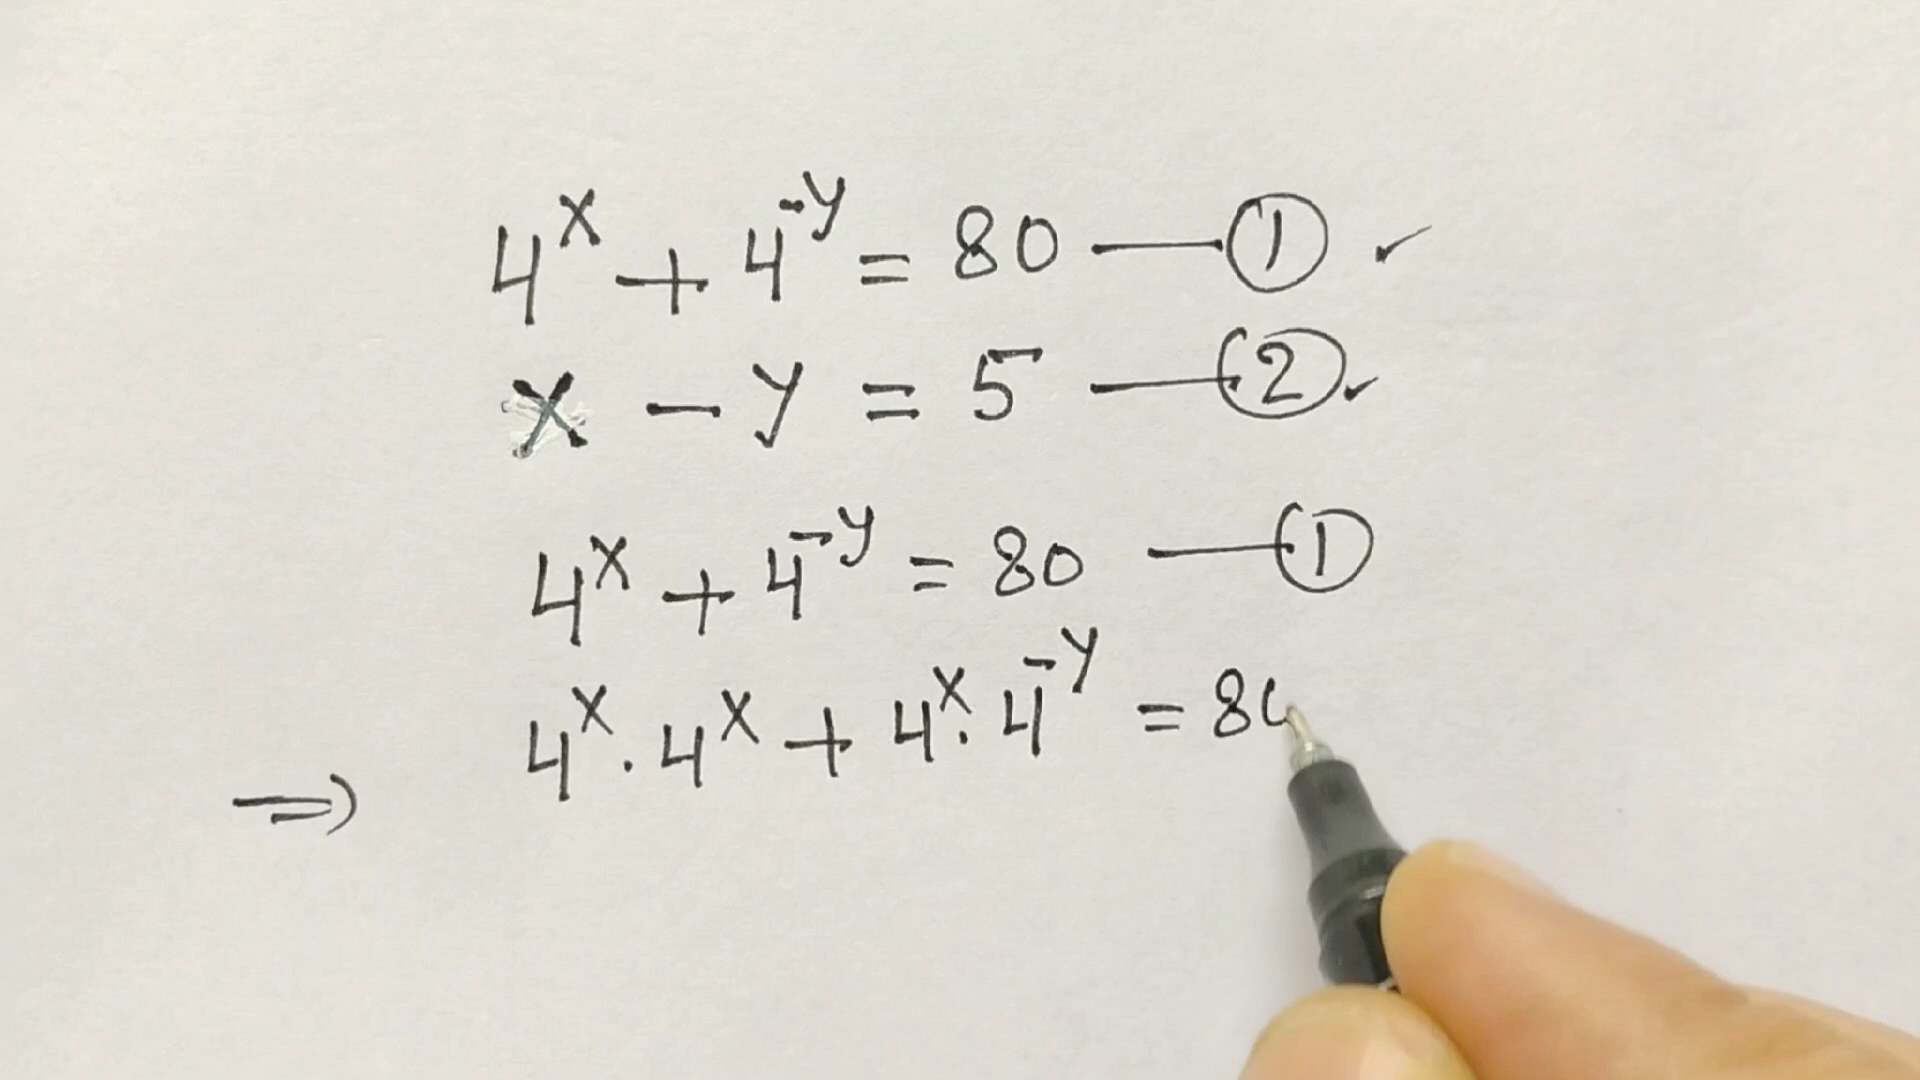 4^x + 4^-y = 80 — ① ✓
x - y = 5 — ② ✓
4^x + 4^-y = 80 — ①
⇒ 4^x · 4^x + 4^x · 4^-y = 8